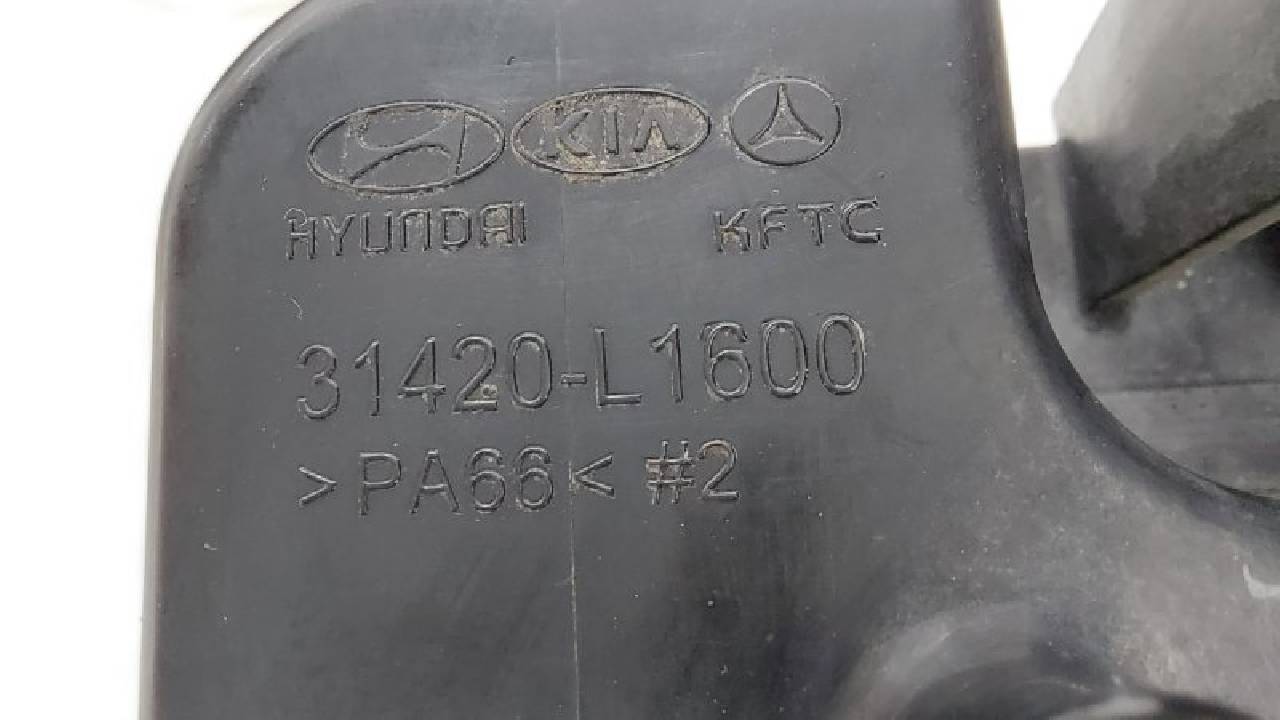 KIA
HYUNDAI KFTC
31420-L1600
>PA66< #2